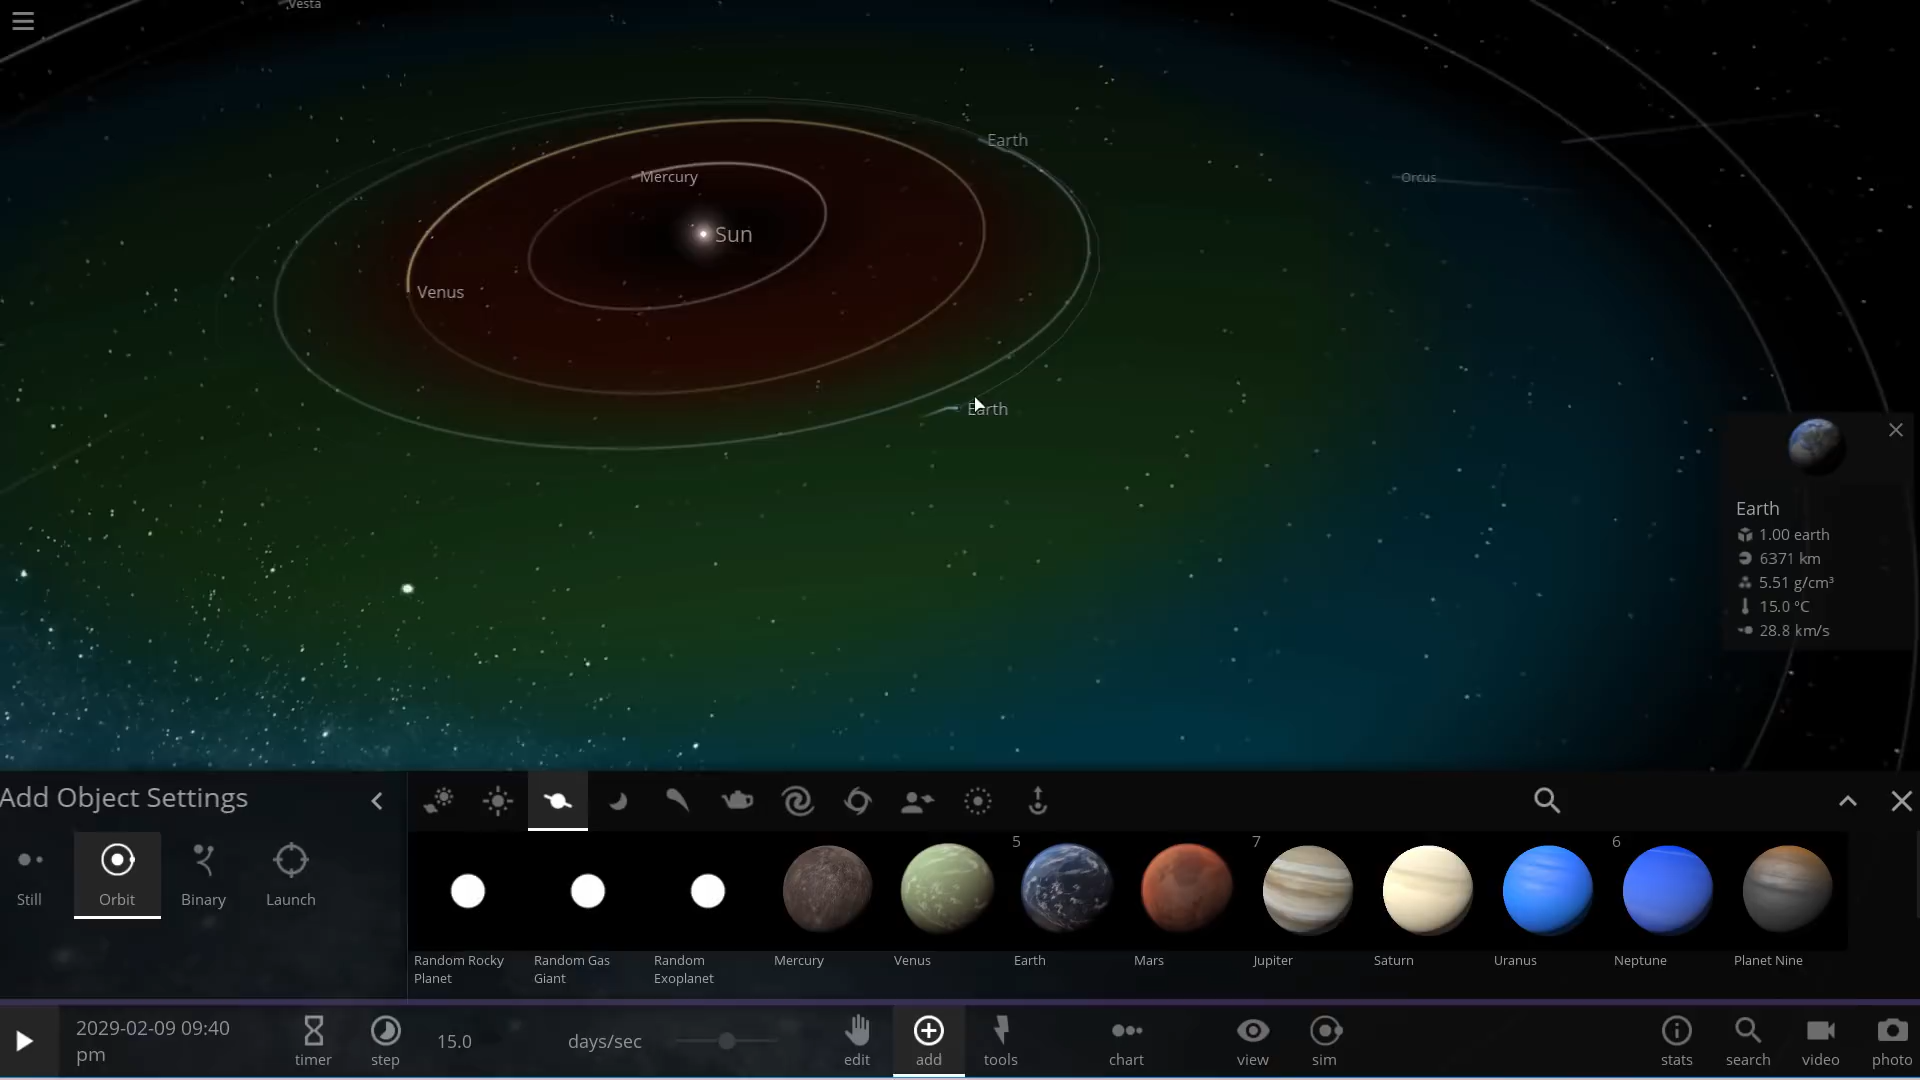 Vesta
Earth
Mercury
Orcus
Sun
Venus
Earth
Earth
1.00 earth
6371 km
5.51 g/cm³
15.0 °C
28.8 km/s
Add Object Settings
Still
Orbit
Binary
Launch
5
7
6
Random Rocky
Planet
Random Gas
Giant
Random
Exoplanet
Mercury
Venus
Earth
Mars
Jupiter
Saturn
Uranus
Neptune
Planet Nine
2029-02-09 09:40
pm
timer
step
15.0
days/sec
edit
add
tools
chart
view
sim
stats
search
video
photo